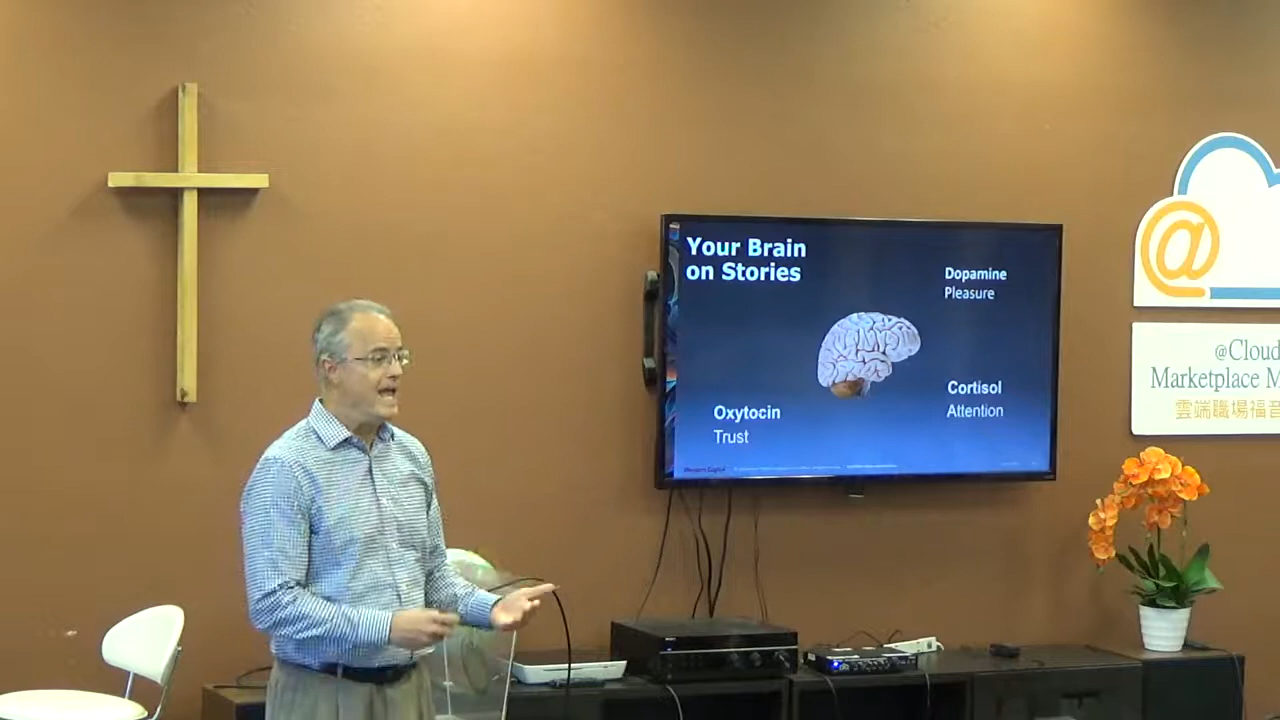 Your Brain
on Stories
Dopamine
Pleasure
Cortisol
Attention
Oxytocin
Trust
@
@Cloud
Marketplace M
雲端職場福音